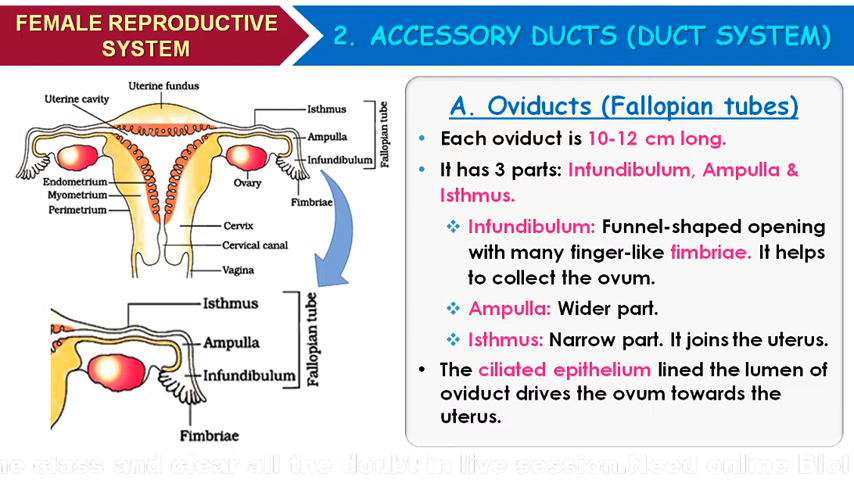 FEMALE REPRODUCTIVE
SYSTEM
2. ACCESSORY DUCTS (DUCT SYSTEM)
Uterine fundus
Uterine cavity
Isthmus
Ampulla
Infundibulum
Fallopian tube
Ovary
Fimbriae
Endometrium
Myometrium
Perimetrium
Cervix
Cervical canal
Vagina
Isthmus
Ampulla
Infundibulum
Fallopian tube
Fimbriae
A. Oviducts (Fallopian tubes)
• Each oviduct is 10-12 cm long.
• It has 3 parts: Infundibulum, Ampulla &
Isthmus.
❖ Infundibulum: Funnel-shaped opening
with many finger-like fimbriae. It helps
to collect the ovum.
❖ Ampulla: Wider part.
❖ Isthmus: Narrow part. It joins the uterus.
• The ciliated epithelium lined the lumen of
oviduct drives the ovum towards the
uterus.
class and clear all the doubt in live session.Need online